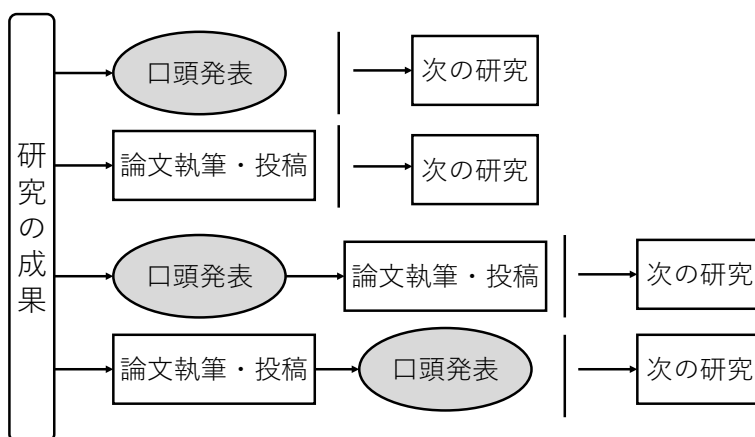 研究の成果
口頭発表
次の研究
論文執筆・投稿
次の研究
口頭発表
論文執筆・投稿
次の研究
論文執筆・投稿
口頭発表
次の研究